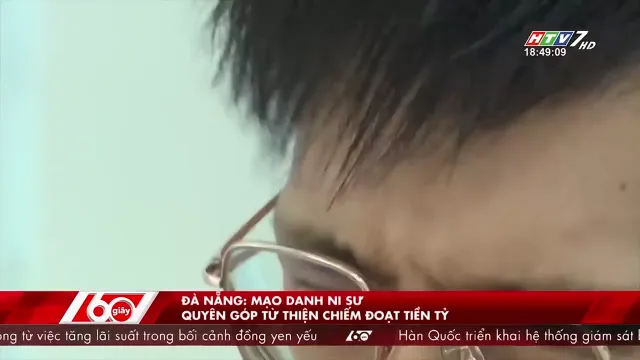 HTV7 HD
18:49:09
ĐÀ NẴNG: MẠO DANH NI SƯ
QUYÊN GÓP TỪ THIỆN CHIẾM ĐOẠT TIỀN TỶ
60 giây
ong từ việc tăng lãi suất trong bối cảnh đồng yen yếu 60 Hàn Quốc triển khai hệ thống giám sát